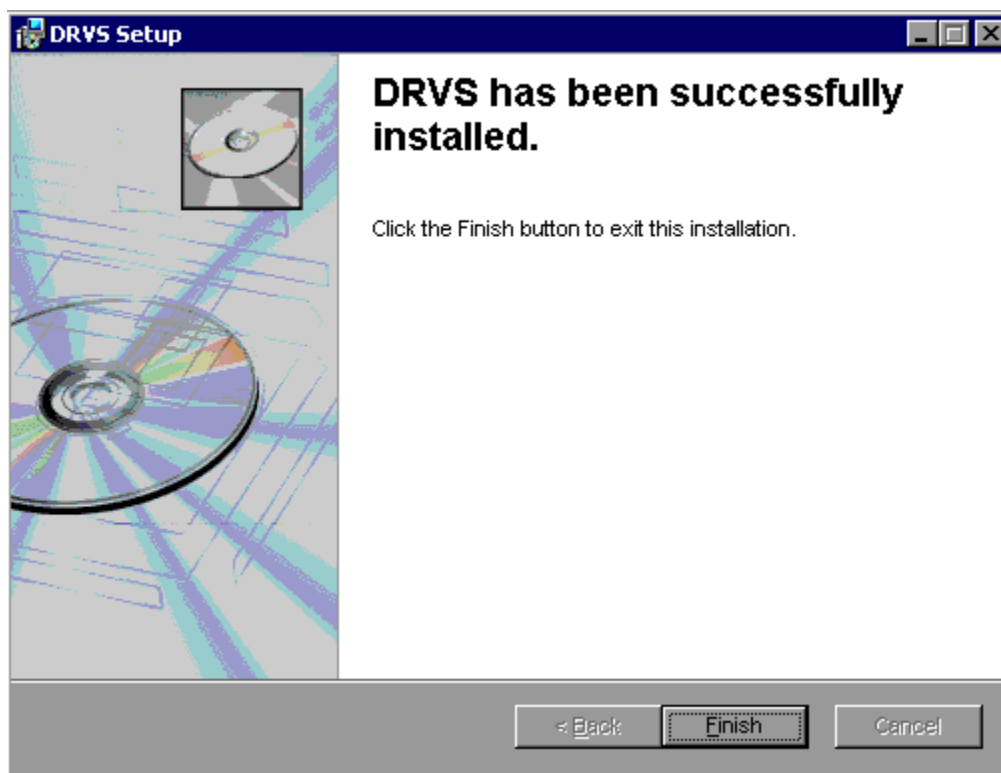 DRVS Setup
DRVS has been successfully
installed.
Click the Finish button to exit this installation.
< Back
Finish
Cancel